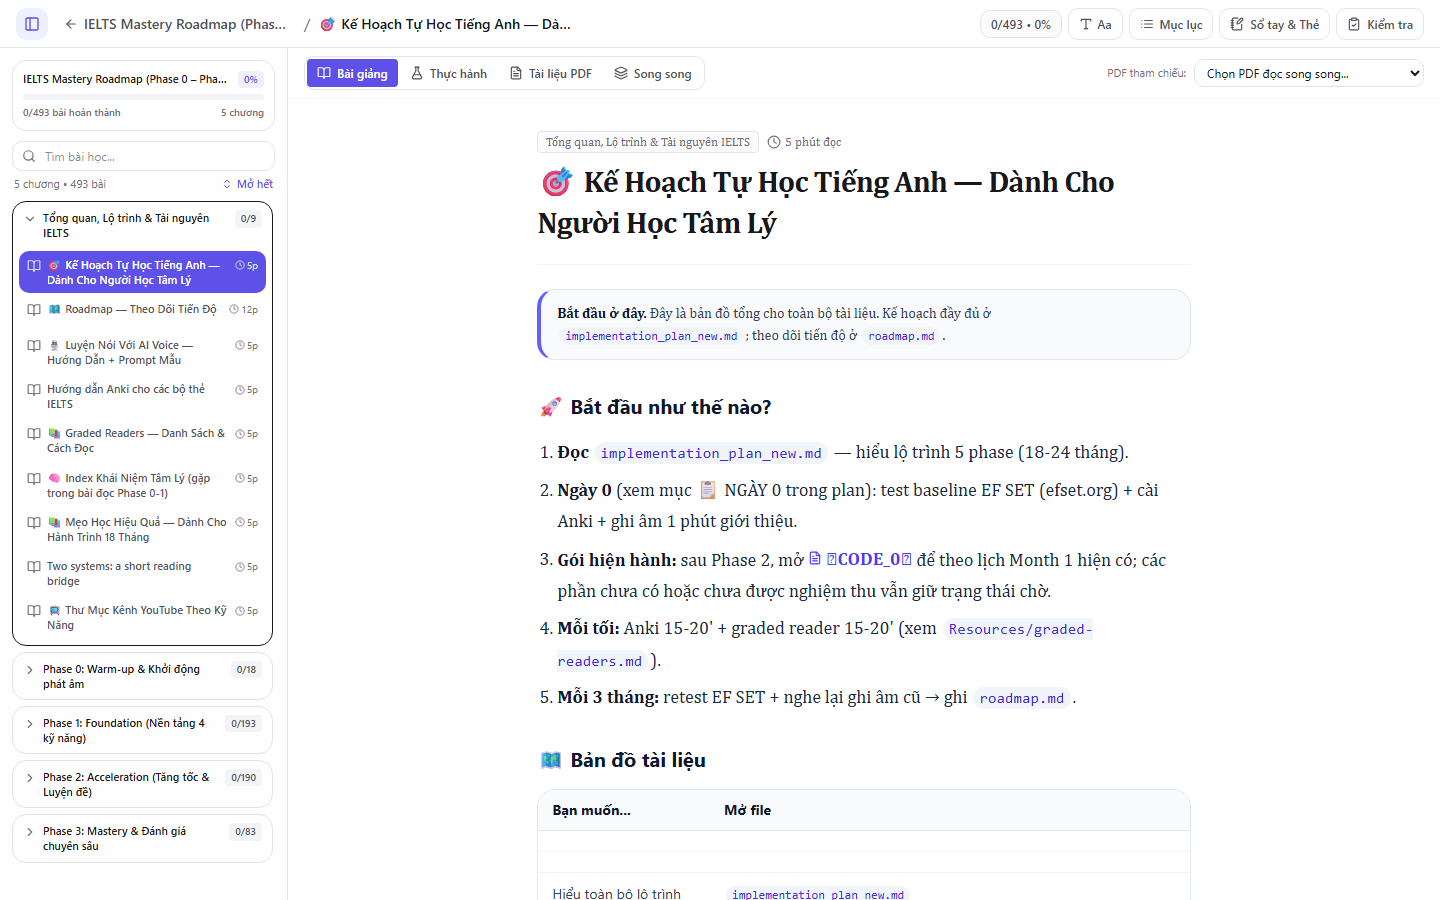 IELTS Mastery Roadmap (Phas... / 🎯 Kế Hoạch Tự Học Tiếng Anh — Dà...
0/493 • 0%
Aa
Mục lục
Sổ tay & Thẻ
Kiểm tra
IELTS Mastery Roadmap (Phase 0 – Pha... 0%
0/493 bài hoàn thành 5 chương
Tìm bài học...
5 chương • 493 bài Mở hết
Tổng quan, Lộ trình & Tài nguyên 0/9
IELTS
🎯 Kế Hoạch Tự Học Tiếng Anh — 5p
Dành Cho Người Học Tâm Lý
🗺️ Roadmap — Theo Dõi Tiến Độ 12p
🎙️ Luyện Nói Với AI Voice — 5p
Hướng Dẫn + Prompt Mẫu
Hướng dẫn Anki cho các bộ thẻ 5p
IELTS
📚 Graded Readers — Danh Sách & 5p
Cách Đọc
🧠 Index Khái Niệm Tâm Lý (gặp 5p
trong bài đọc Phase 0-1)
📚 Mẹo Học Hiệu Quả — Dành Cho 5p
Hành Trình 18 Tháng
Two systems: a short reading 5p
bridge
📺 Thư Mục Kênh YouTube Theo Kỹ 5p
Năng
Phase 0: Warm-up & Khởi động 0/18
phát âm
Phase 1: Foundation (Nền tảng 4 0/193
kỹ năng)
Phase 2: Acceleration (Tăng tốc & 0/190
Luyện đề)
Phase 3: Mastery & Đánh giá 0/83
chuyên sâu
Bài giảng
Thực hành
Tài liệu PDF
Song song
PDF tham chiếu: Chọn PDF đọc song song...
Tổng quan, Lộ trình & Tài nguyên IELTS 5 phút đọc
🎯 Kế Hoạch Tự Học Tiếng Anh — Dành Cho
Người Học Tâm Lý
Bắt đầu ở đây. Đây là bản đồ tổng cho toàn bộ tài liệu. Kế hoạch đầy đủ ở
implementation_plan_new.md ; theo dõi tiến độ ở roadmap.md .
🚀 Bắt đầu như thế nào?
1. Đọc implementation_plan_new.md — hiểu lộ trình 5 phase (18-24 tháng).
2. Ngày 0 (xem mục 📋 NGÀY 0 trong plan): test baseline EF SET (efset.org) + cài
Anki + ghi âm 1 phút giới thiệu.
3. Gói hiện hành: sau Phase 2, mở CODE_0 để theo lịch Month 1 hiện có; các
phần chưa có hoặc chưa được nghiệm thu vẫn giữ trạng thái chờ.
4. Mỗi tối: Anki 15-20' + graded reader 15-20' (xem Resources/graded-
readers.md ).
5. Mỗi 3 tháng: retest EF SET + nghe lại ghi âm cũ → ghi roadmap.md .
🗺️ Bản đồ tài liệu
Bạn muốn... Mở file
Hiểu toàn bộ lộ trình implementation_plan_new.md